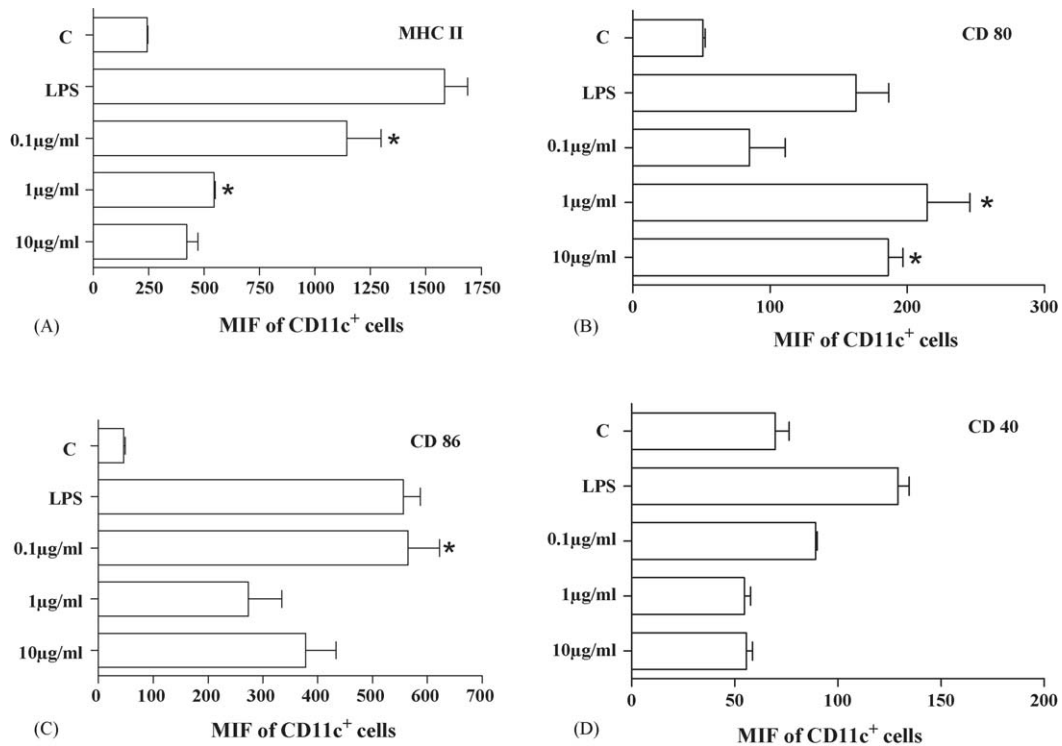 MHC II
C
LPS
0.1µg/ml
1µg/ml
10µg/ml
*
*
0 250 500 750 1000 1250 1500 1750
MIF of CD11c⁺ cells
(A)
CD 80
C
LPS
0.1µg/ml
1µg/ml
10µg/ml
*
*
0 100 200 300
MIF of CD11c⁺ cells
(B)
CD 86
C
LPS
0.1µg/ml
1µg/ml
10µg/ml
*
0 100 200 300 400 500 600 700
MIF of CD11c⁺ cells
(C)
CD 40
C
LPS
0.1µg/ml
1µg/ml
10µg/ml
0 50 100 150 200
MIF of CD11c⁺ cells
(D)